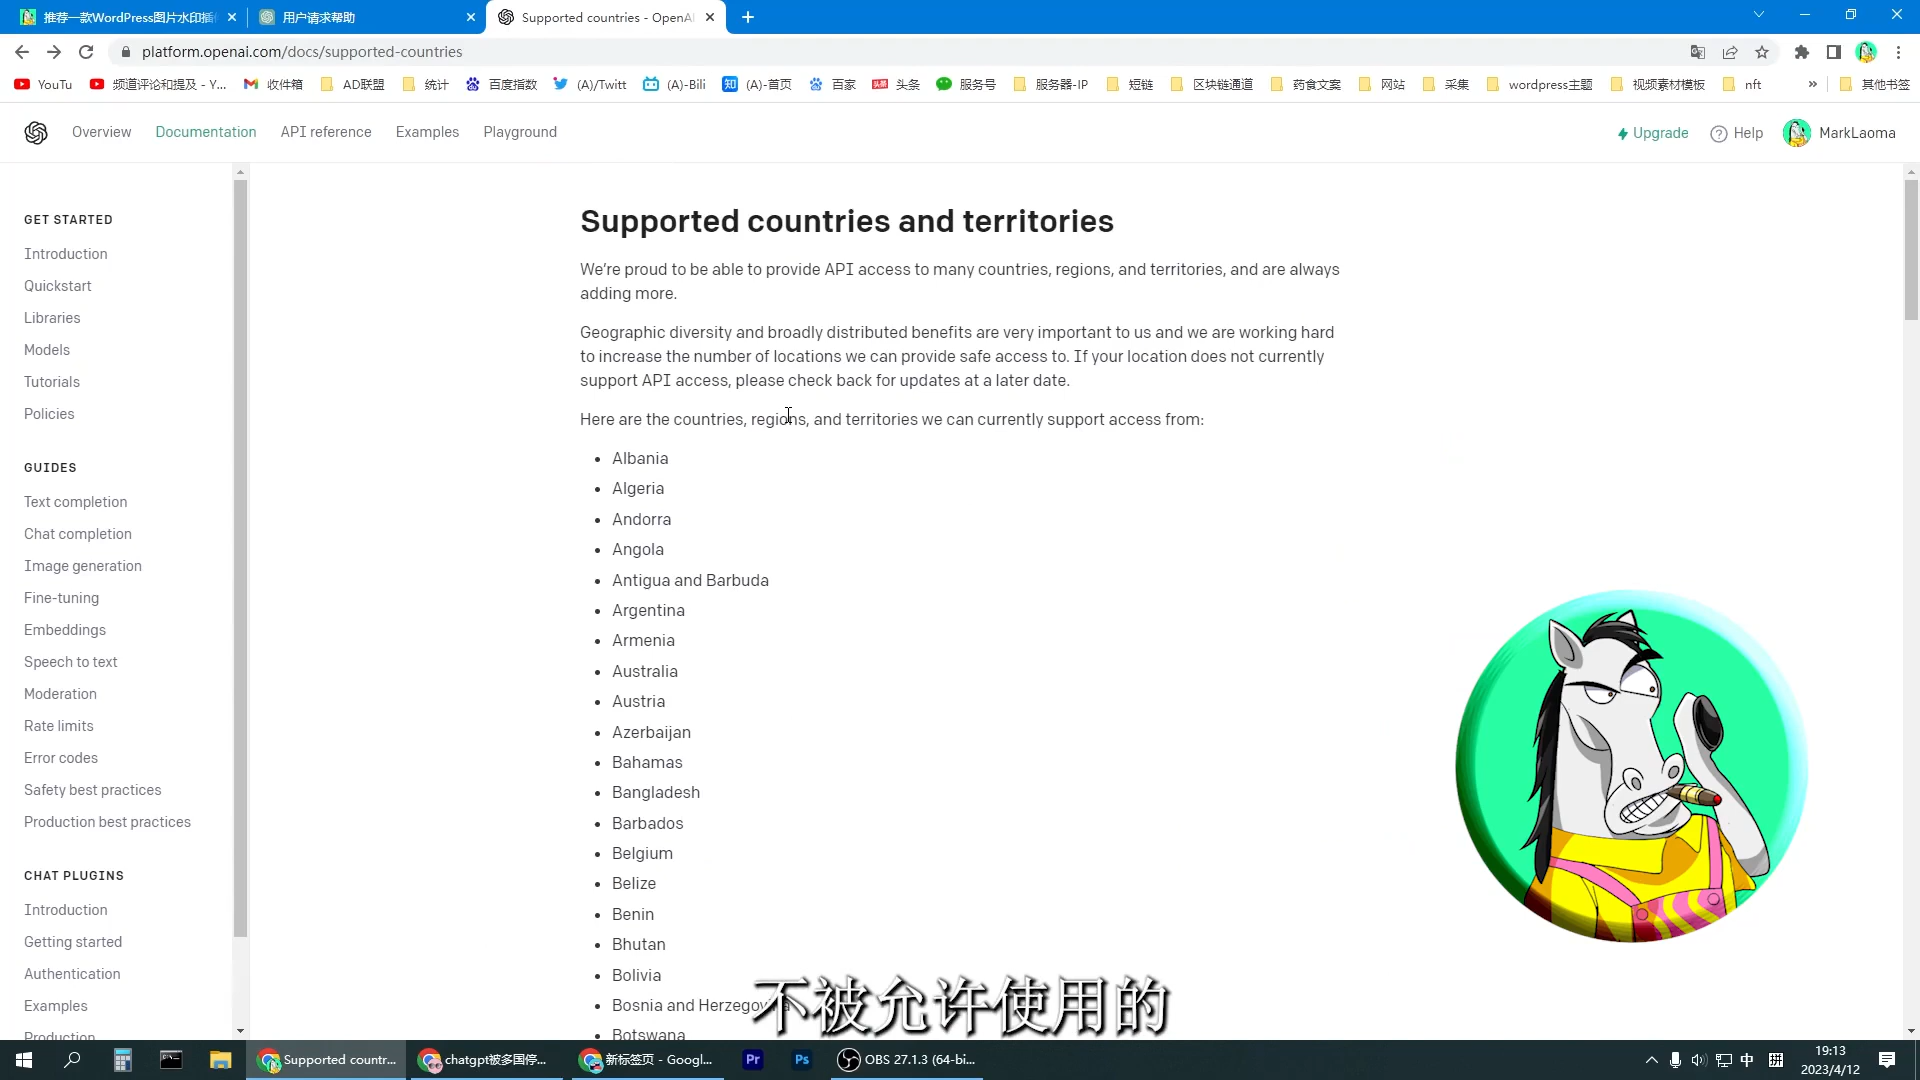 推荐一款WordPress图片水印插
用户请求帮助
Supported countries - OpenAI
platform.openai.com/docs/supported-countries
YouTu
频道评论和提及 - Y...
收件箱
AD联盟
统计
百度指数
(A)/Twitt
(A)-Bili
知
(A)-首页
百家
头条
服务号
服务器-IP
短链
区块链通道
药食文案
网站
采集
wordpress主题
视频素材模板
nft
»
其他书签
Overview
Documentation
API reference
Examples
Playground
Upgrade
Help
MarkLaoma
GET STARTED
Introduction
Quickstart
Libraries
Models
Tutorials
Policies
GUIDES
Text completion
Chat completion
Image generation
Fine-tuning
Embeddings
Speech to text
Moderation
Rate limits
Error codes
Safety best practices
Production best practices
CHAT PLUGINS
Introduction
Getting started
Authentication
Examples
Production
Supported countries and territories
We're proud to be able to provide API access to many countries, regions, and territories, and are always
adding more.
Geographic diversity and broadly distributed benefits are very important to us and we are working hard
to increase the number of locations we can provide safe access to. If your location does not currently
support API access, please check back for updates at a later date.
Here are the countries, regions, and territories we can currently support access from:
• Albania
• Algeria
• Andorra
• Angola
• Antigua and Barbuda
• Argentina
• Armenia
• Australia
• Austria
• Azerbaijan
• Bahamas
• Bangladesh
• Barbados
• Belgium
• Belize
• Benin
• Bhutan
• Bolivia
• Bosnia and Herzegovina
• Botswana
不被允许使用的
Supported countr...
chatgpt被多国停...
新标签页 - Googl...
Pr
Ps
OBS 27.1.3 (64-bi...
中
拼
19:13
2023/4/12